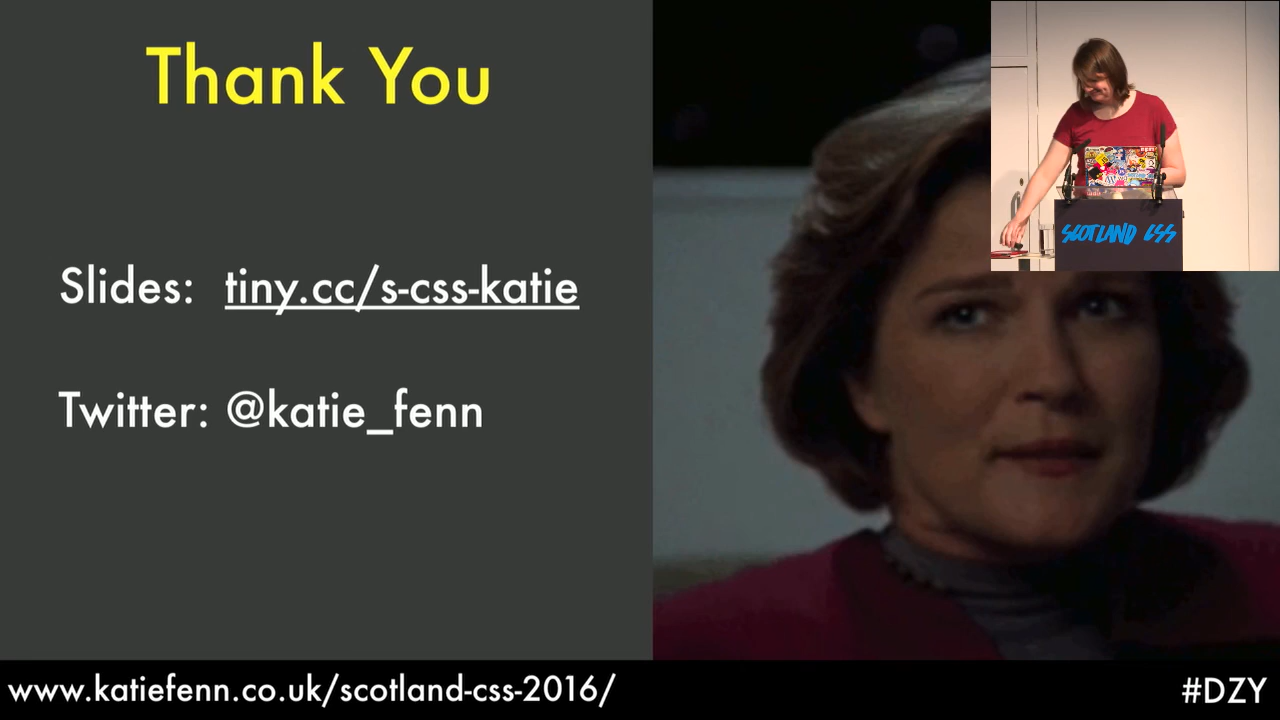 Thank You
Slides: tiny.cc/s-css-katie
Twitter: @katie_fenn
SCOTLAND CSS
www.katiefenn.co.uk/scotland-css-2016/
#DZY